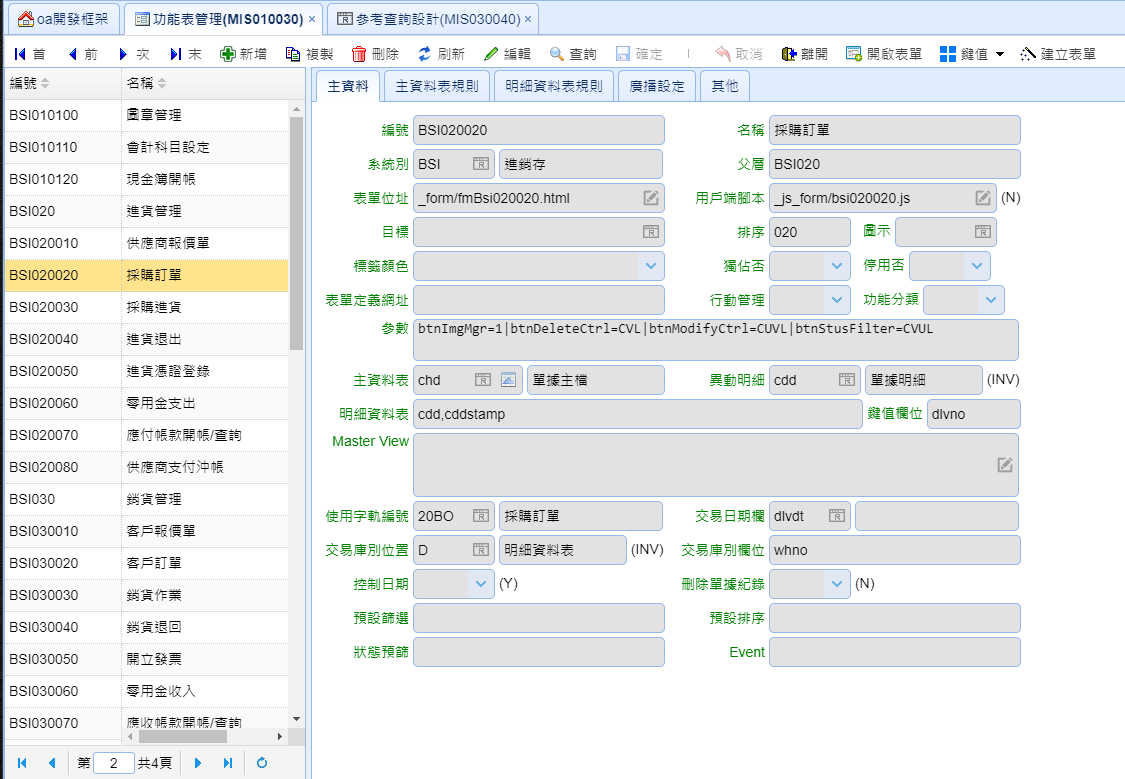 oa開發框架 功能表管理(MIS010030) × 參考查詢設計(MIS030040) ×
首 前 次 末 新增 複製 刪除 刷新 編輯 查詢 確定 取消 離開 開啟表單 鍵值 建立表單
編號 名稱
BSI010100 圖章管理
BSI010110 會計科目設定
BSI010120 現金簿開帳
BSI020 進貨管理
BSI020010 供應商報價單
BSI020020 採購訂單
BSI020030 採購進貨
BSI020040 進貨退出
BSI020050 進貨憑證登錄
BSI020060 零用金支出
BSI020070 應付帳款開帳/查詢
BSI020080 供應商支付沖帳
BSI030 銷貨管理
BSI030010 客戶報價單
BSI030020 客戶訂單
BSI030030 銷貨作業
BSI030040 銷貨退回
BSI030050 開立發票
BSI030060 零用金收入
BSI030070 應收帳款開帳/查詢
第 2 共4頁
主資料 主資料表規則 明細資料表規則 廣播設定 其他
編號 BSI020020 名稱 採購訂單
系統別 BSI 進銷存 父層 BSI020
表單位址 _form/fmBsi020020.html 用戶端腳本 _js_form/bsi020020.js (N)
目標 排序 020 圖示
標籤顏色 獨佔否 停用否
表單定義網址 行動管理 功能分類
參數 btnImgMgr=1|btnDeleteCtrl=CVL|btnModifyCtrl=CUVL|btnStusFilter=CVUL
主資料表 chd 單據主檔 異動明細 cdd 單據明細 (INV)
明細資料表 cdd,cddstamp 鍵值欄位 dlvno
Master View
使用字軌編號 20BO 採購訂單 交易日期欄 dlvdt
交易庫別位置 D 明細資料表 (INV) 交易庫別欄位 whno
控制日期 (Y) 刪除單據紀錄 (N)
預設篩選 預設排序
狀態預篩 Event